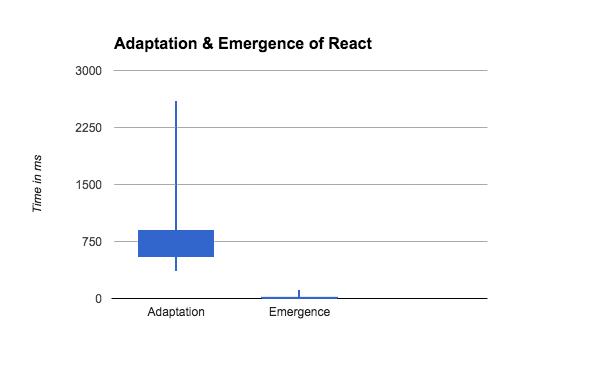 Adaptation & Emergence of React
3000
2250
1500
750
0
Time in ms
Adaptation
Emergence